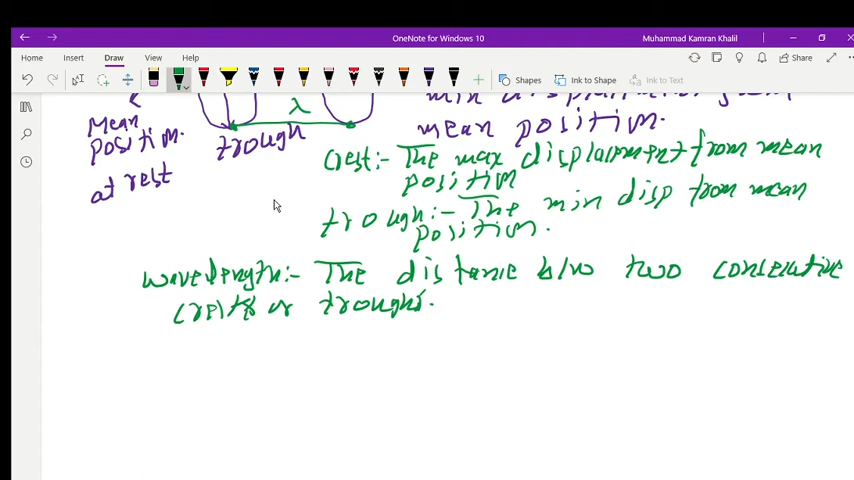 OneNote for Windows 10
Muhammad Kamran Khalil
Home Insert Draw View Help
Share
Shapes Ink to Shape Ink to Text
λ
Mean
position.
at rest
trough
min from
mean position.
Crest:- The max displacement from mean
position
trough:- The min disp from mean
position.
wavelength:- The distance b/w two consecutive
crests or troughs.